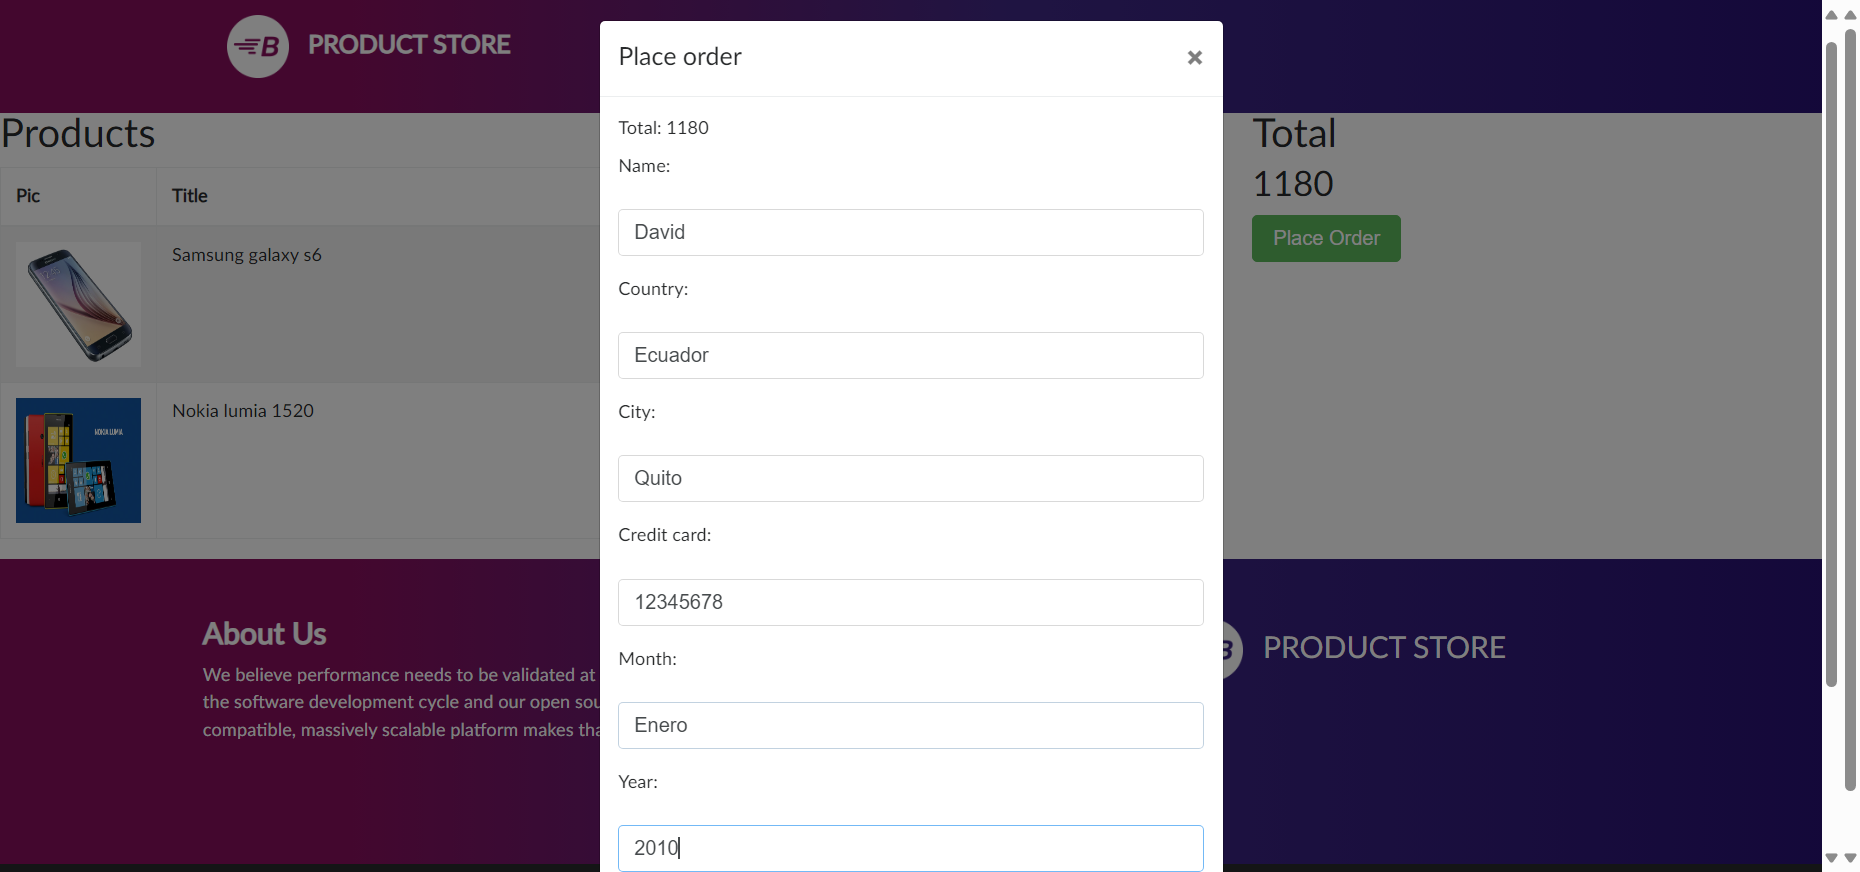 B PRODUCT STORE
Products
Pic Title
Samsung galaxy s6
Nokia lumia 1520
NOKIA LUMIA
Place order ×
Total: 1180
Name:
David
Country:
Ecuador
City:
Quito
Credit card:
12345678
Month:
Enero
Year:
2010
Total
1180
Place Order
About Us
We believe performance needs to be validated at
the software development cycle and our open sou
compatible, massively scalable platform makes tha
B PRODUCT STORE